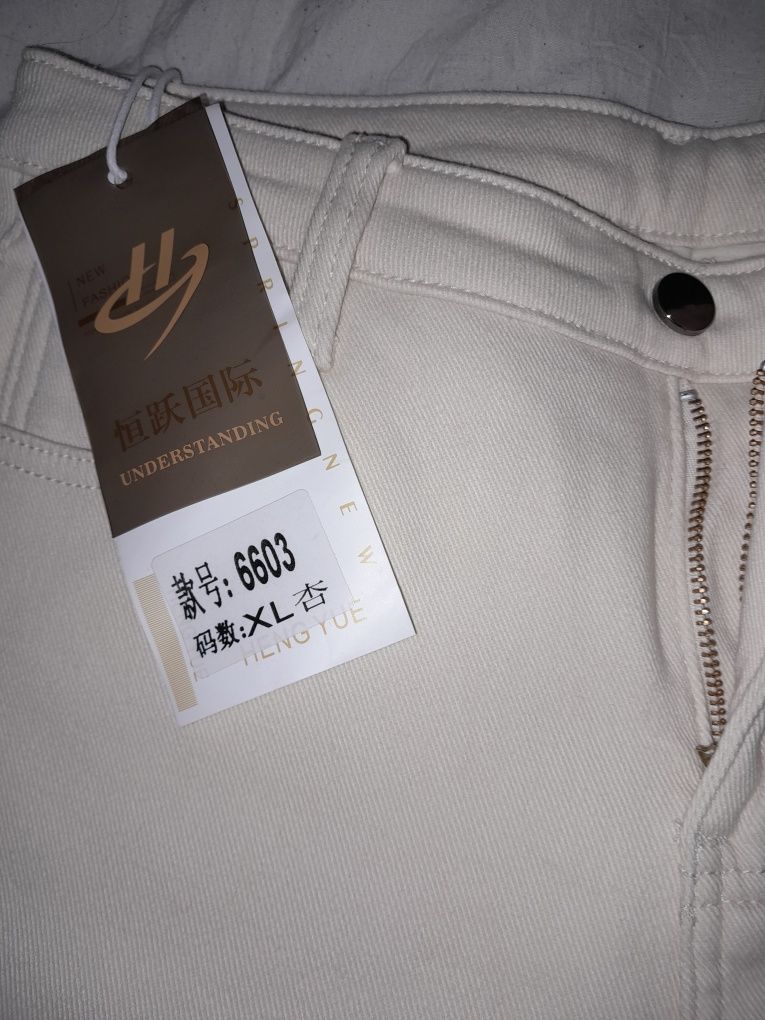 NEW
FASHI
恒跃国际
UNDERSTANDING
SPRING NEW
款号: 6603
码数: XL 杏
HENG YUE